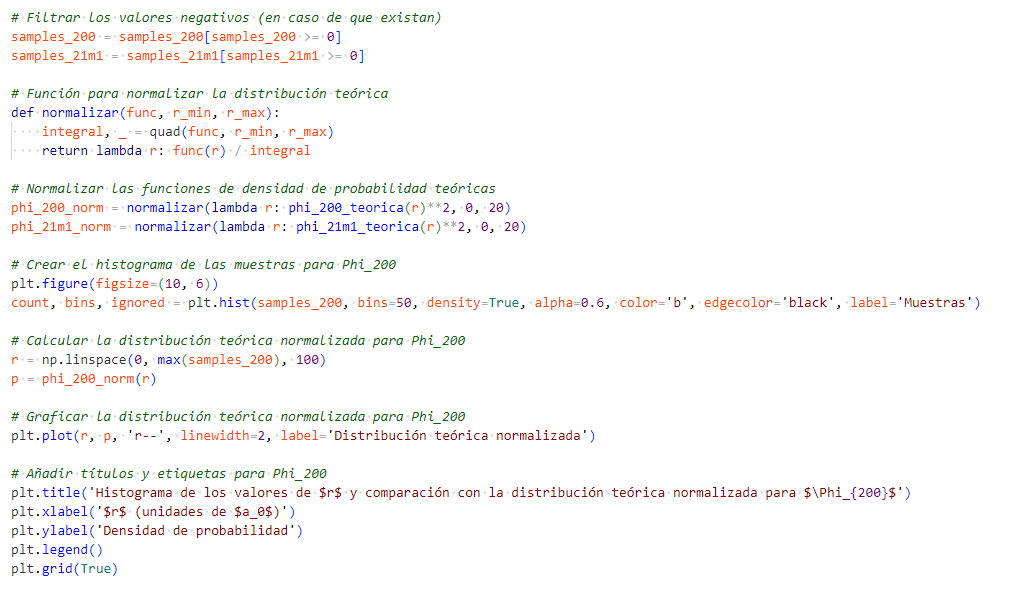 # Filtrar los valores negativos (en caso de que existan)
samples_200 = samples_200[samples_200 >= 0]
samples_21m1 = samples_21m1[samples_21m1 >= 0]

# Función para normalizar la distribución teórica
def normalizar(func, r_min, r_max):
    integral, _ = quad(func, r_min, r_max)
    return lambda r: func(r) / integral

# Normalizar las funciones de densidad de probabilidad teóricas
phi_200_norm = normalizar(lambda r: phi_200_teorica(r)**2, 0, 20)
phi_21m1_norm = normalizar(lambda r: phi_21m1_teorica(r)**2, 0, 20)

# Crear el histograma de las muestras para Phi_200
plt.figure(figsize=(10, 6))
count, bins, ignored = plt.hist(samples_200, bins=50, density=True, alpha=0.6, color='b', edgecolor='black', label='Muestras')

# Calcular la distribución teórica normalizada para Phi_200
r = np.linspace(0, max(samples_200), 100)
p = phi_200_norm(r)

# Graficar la distribución teórica normalizada para Phi_200
plt.plot(r, p, 'r--', linewidth=2, label='Distribución teórica normalizada')

# Añadir títulos y etiquetas para Phi_200
plt.title('Histograma de los valores de $r$ y comparación con la distribución teórica normalizada para $\Phi_{200}$')
plt.xlabel('$r$ (unidades de $a_0$)')
plt.ylabel('Densidad de probabilidad')
plt.legend()
plt.grid(True)